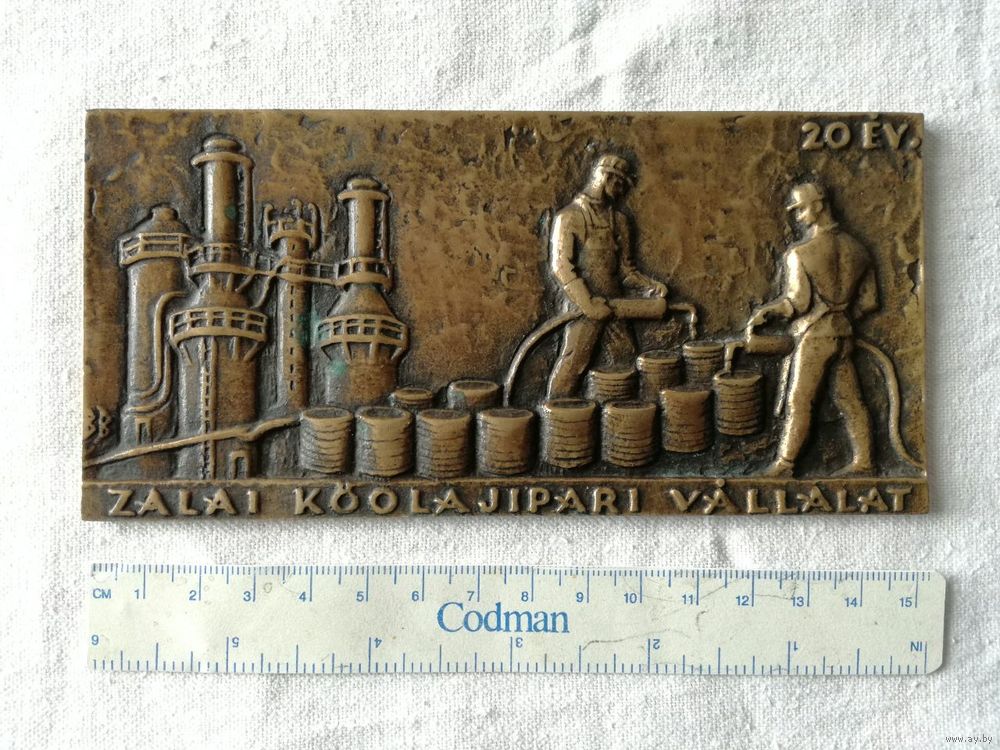 20 ÉV.
ZALAI KŐOLAJIPARI VÁLLALAT
CM 1 2 3 4 5 6 7 8 9 10 11 12 13 14 15
Codman
6 5 4 3 2 1 IN
www.ay.by